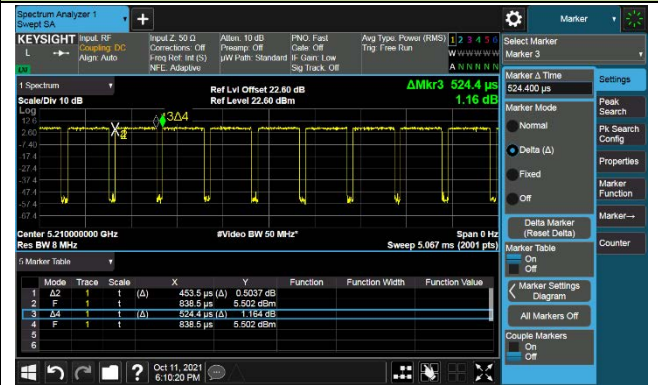 Spectrum Analyzer 1
Swept SA
+
Marker
KEYSIGHT
L
Input: RF
Coupling: DC
Align: Auto
Input Z: 50 Ω
Corrections: Off
Freq Ref: Int (S)
NFE: Adaptive
Atten: 10 dB
Preamp: Off
µW Path: Standard
PNO: Fast
Gate: Off
IF Gain: Low
Sig Track: Off
Avg Type: Power (RMS)
Trig: Free Run
1 2 3 4 5 6
W W W W W W
A N N N N N
Select Marker
Marker 3
Marker Δ Time
524.400 µs
Settings
Peak
Search
Pk Search
Config
Properties
Marker
Function
Marker→
Counter
Marker Mode
Normal
Delta (Δ)
Fixed
Off
Delta Marker
(Reset Delta)
Marker Table
On
Off
Marker Settings
Diagram
All Markers Off
Couple Markers
On
Off
1 Spectrum
Scale/Div 10 dB
Ref Lvl Offset 22.60 dB
Ref Level 22.60 dBm
ΔMkr3 524.4 µs
1.16 dB
Log
12.6
2.60
-7.40
-17.4
-27.4
-37.4
-47.4
-57.4
-67.4
3Δ4
Center 5.210000000 GHz
Res BW 8 MHz
#Video BW 50 MHz*
Span 0 Hz
Sweep 5.067 ms (2001 pts)
5 Marker Table
Mode Trace Scale X Y Function Function Width Function Value
1 Δ2 1 t (Δ) 453.5 µs (Δ) 0.5037 dB
2 F 1 t 838.5 µs 5.502 dBm
3 Δ4 1 t (Δ) 524.4 µs (Δ) 1.164 dB
4 F 1 t 838.5 µs 5.502 dBm
5
6
?
Oct 11, 2021
6:10:20 PM